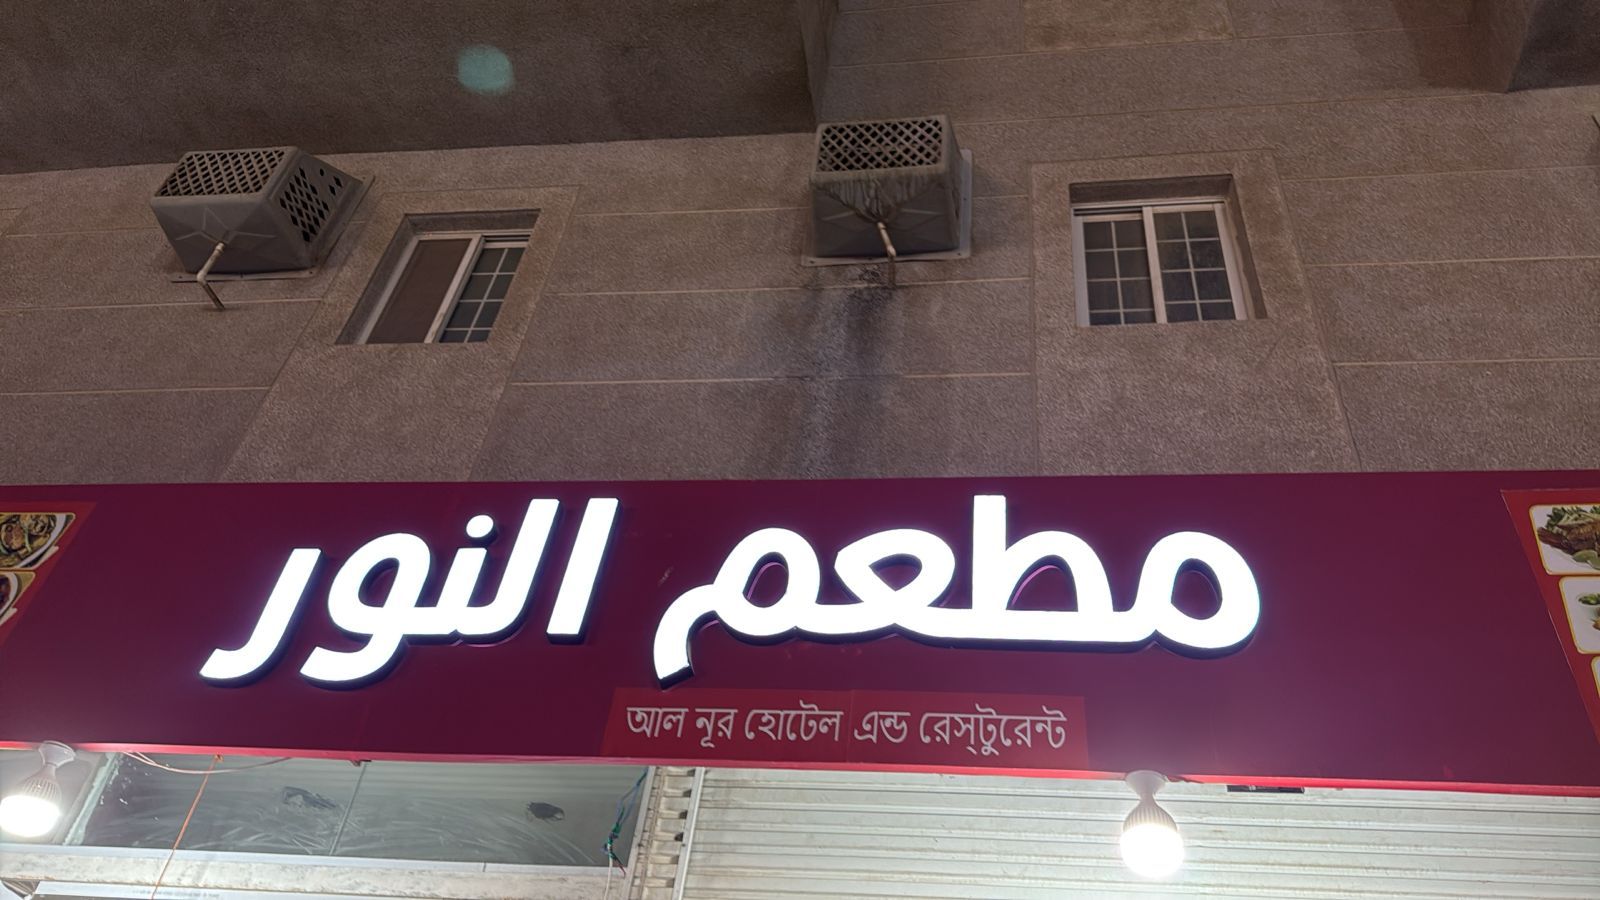 مطعم النور
আল নূর হোটেল এন্ড রেস্টুরেন্ট